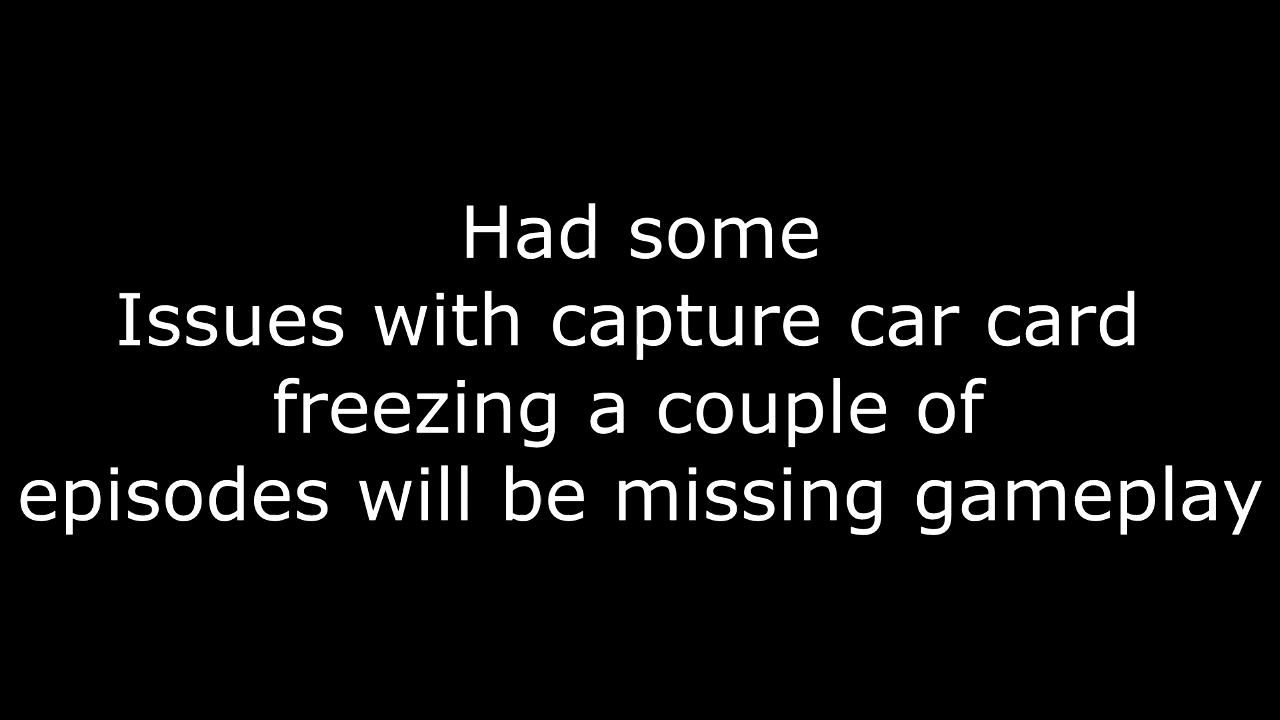 Had some
Issues with capture car card
freezing a couple of
episodes will be missing gameplay